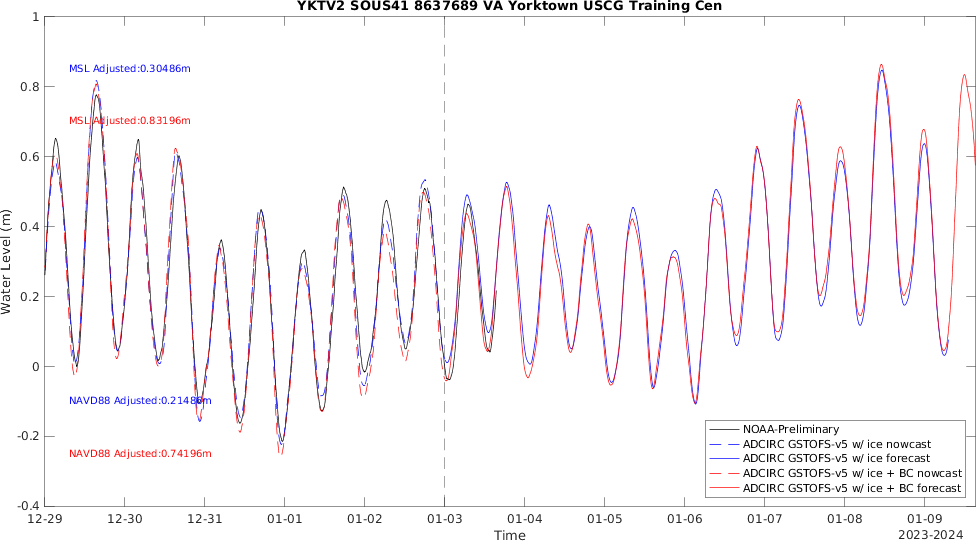 YKTV2 SOUS41 8637689 VA Yorktown USCG Training Cen
1
0.8
0.6
0.4
0.2
0
-0.2
-0.4
Water Level (m)
MSL Adjusted:0.30486m
MSL Adjusted:0.83196m
NAVD88 Adjusted:0.21486m
NAVD88 Adjusted:0.74196m
NOAA-Preliminary
ADCIRC GSTOFS-v5 w/ ice nowcast
ADCIRC GSTOFS-v5 w/ ice forecast
ADCIRC GSTOFS-v5 w/ ice + BC nowcast
ADCIRC GSTOFS-v5 w/ ice + BC forecast
12-29 12-30 12-31 01-01 01-02 01-03 01-04 01-05 01-06 01-07 01-08 01-09
Time
2023-2024